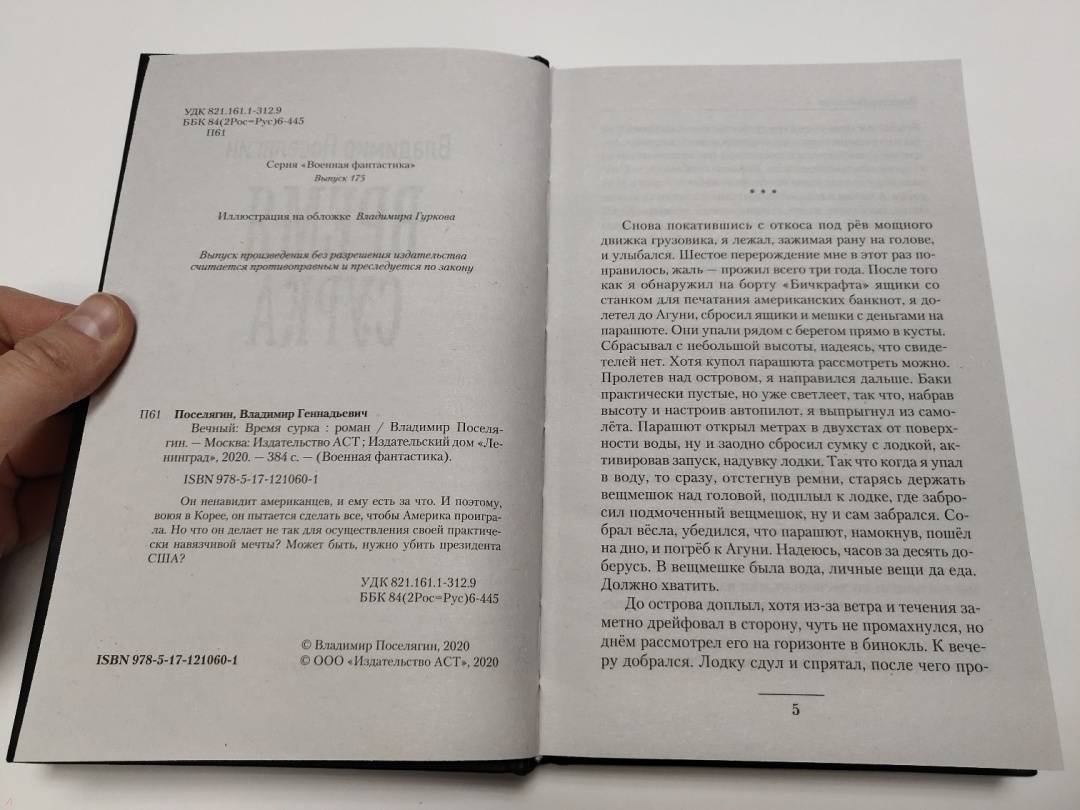 УДК 821.161.1-312.9
ББК 84(2Рос=Рус)6-445
П61
Серия «Военная фантастика»
Выпуск 175
Иллюстрация на обложке Владимира Гуркова
Выпуск произведения без разрешения издательства
считается противоправным и преследуется по закону
П61 Поселягин, Владимир Геннадьевич
Вечный: Время сурка : роман / Владимир Поселя-
гин. — Москва: Издательство АСТ ; Издательский дом «Ле-
нинград», 2020. — 384 с. — (Военная фантастика).
ISBN 978-5-17-121060-1
Он ненавидит американцев, и ему есть за что. И поэтому,
воюя в Корее, он пытается сделать все, чтобы Америка проигра-
ла. Но что он делает не так для осуществления своей практиче-
ски навязчивой мечты? Может быть, нужно убить президента
США?
УДК 821.161.1-312.9
ББК 84(2Рос=Рус)6-445
© Владимир Поселягин, 2020
ISBN 978-5-17-121060-1 © ООО «Издательство АСТ», 2020
Владимир Поселягин
ВРЕМЯ
СУРКА
* * *
Снова покатившись с откоса под рёв мощного
движка грузовика, я лежал, зажимая рану на голове,
и улыбался. Шестое перерождение мне в этот раз по-
нравилось, жаль — прожил всего три года. После того
как я обнаружил на борту «Бичкрафта» ящики со
станком для печатания американских банкнот, я до-
летел до Агуни, сбросил ящики и мешки с деньгами на
парашюте. Они упали рядом с берегом прямо в кусты.
Сбрасывал с небольшой высоты, надеясь, что свиде-
телей нет. Хотя купол парашюта рассмотреть можно.
Пролетев над островом, я направился дальше. Баки
практически пустые, но уже светлеет, так что, набрав
высоту и настроив автопилот, я выпрыгнул из само-
лёта. Парашют открыл метрах в двухстах от поверх-
ности воды, ну и заодно сбросил сумку с лодкой, ак-
тивировав запуск, надувку лодки. Так что когда я упал
в воду, то сразу, отстегнув ремни, стараясь держать
вещмешок над головой, подплыл к лодке, где забро-
сил подмоченный вещмешок, ну и сам забрался. Со-
брал вёсла, убедился, что парашют, намокнув, пошёл
на дно, и погрёб к Агуни. Надеюсь, часов за десять до-
берусь. В вещмешке была вода, личные вещи да еда.
Должно хватить.
До острова доплыл, хотя из-за ветра и течения за-
метно дрейфовал в сторону, чуть не промахнулся, но
днём рассмотрел его на горизонте в бинокль. К вече-
ру добрался. Лодку сдул и спрятал, после чего про-
5